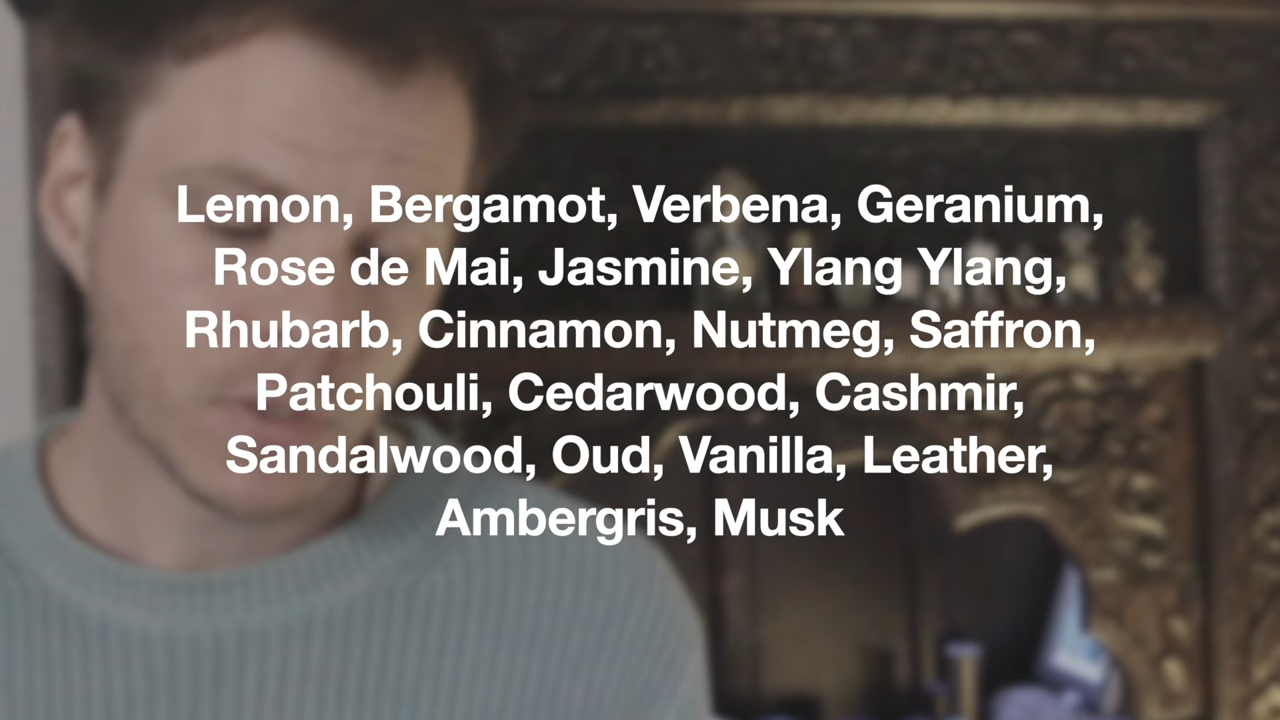 Lemon, Bergamot, Verbena, Geranium,
Rose de Mai, Jasmine, Ylang Ylang,
Rhubarb, Cinnamon, Nutmeg, Saffron,
Patchouli, Cedarwood, Cashmir,
Sandalwood, Oud, Vanilla, Leather,
Ambergris, Musk